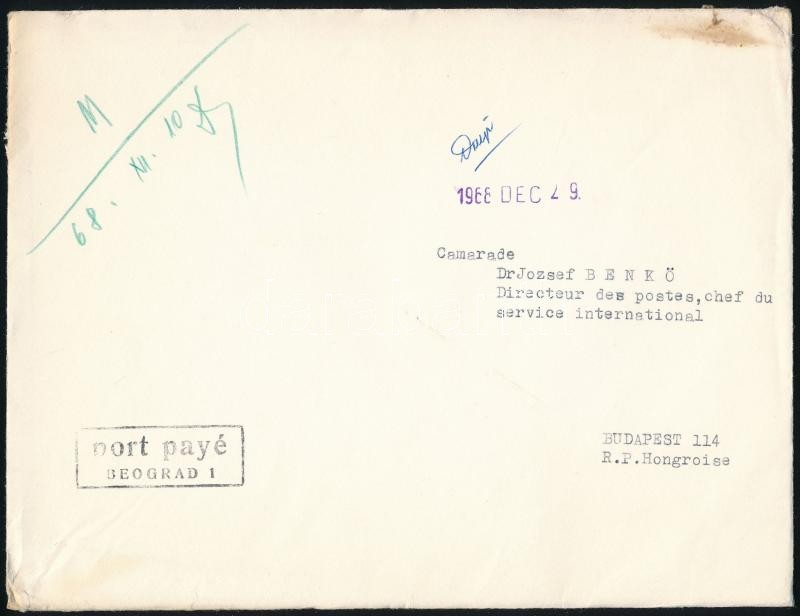 M
68. XII. 10
1968 DEC 29.
Camarade
DrJozsef B E N K Ö
Directeur des postes,chef du
service international
port payé
BEOGRAD 1
BUDAPEST 114
R.P.Hongroise